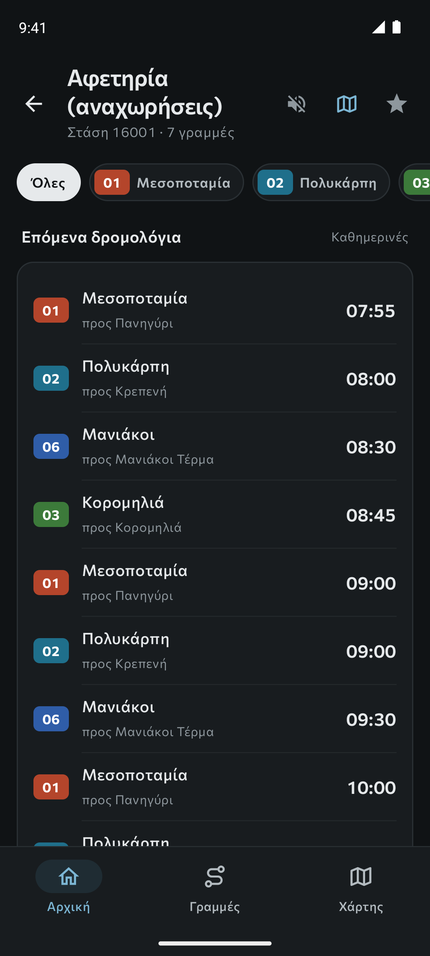 9:41
Αφετηρία
(αναχωρήσεις)
Στάση 16001 · 7 γραμμές
Όλες
01 Μεσοποταμία
02 Πολυκάρπη
03
Επόμενα δρομολόγια
Καθημερινές
01 Μεσοποταμία 07:55
προς Πανηγύρι
02 Πολυκάρπη 08:00
προς Κρεπενή
06 Μανιάκοι 08:30
προς Μανιάκοι Τέρμα
03 Κορομηλιά 08:45
προς Κορομηλιά
01 Μεσοποταμία 09:00
προς Πανηγύρι
02 Πολυκάρπη 09:00
προς Κρεπενή
06 Μανιάκοι 09:30
προς Μανιάκοι Τέρμα
01 Μεσοποταμία 10:00
προς Πανηγύρι
Πολυκάρπη
Αρχική
Γραμμές
Χάρτης